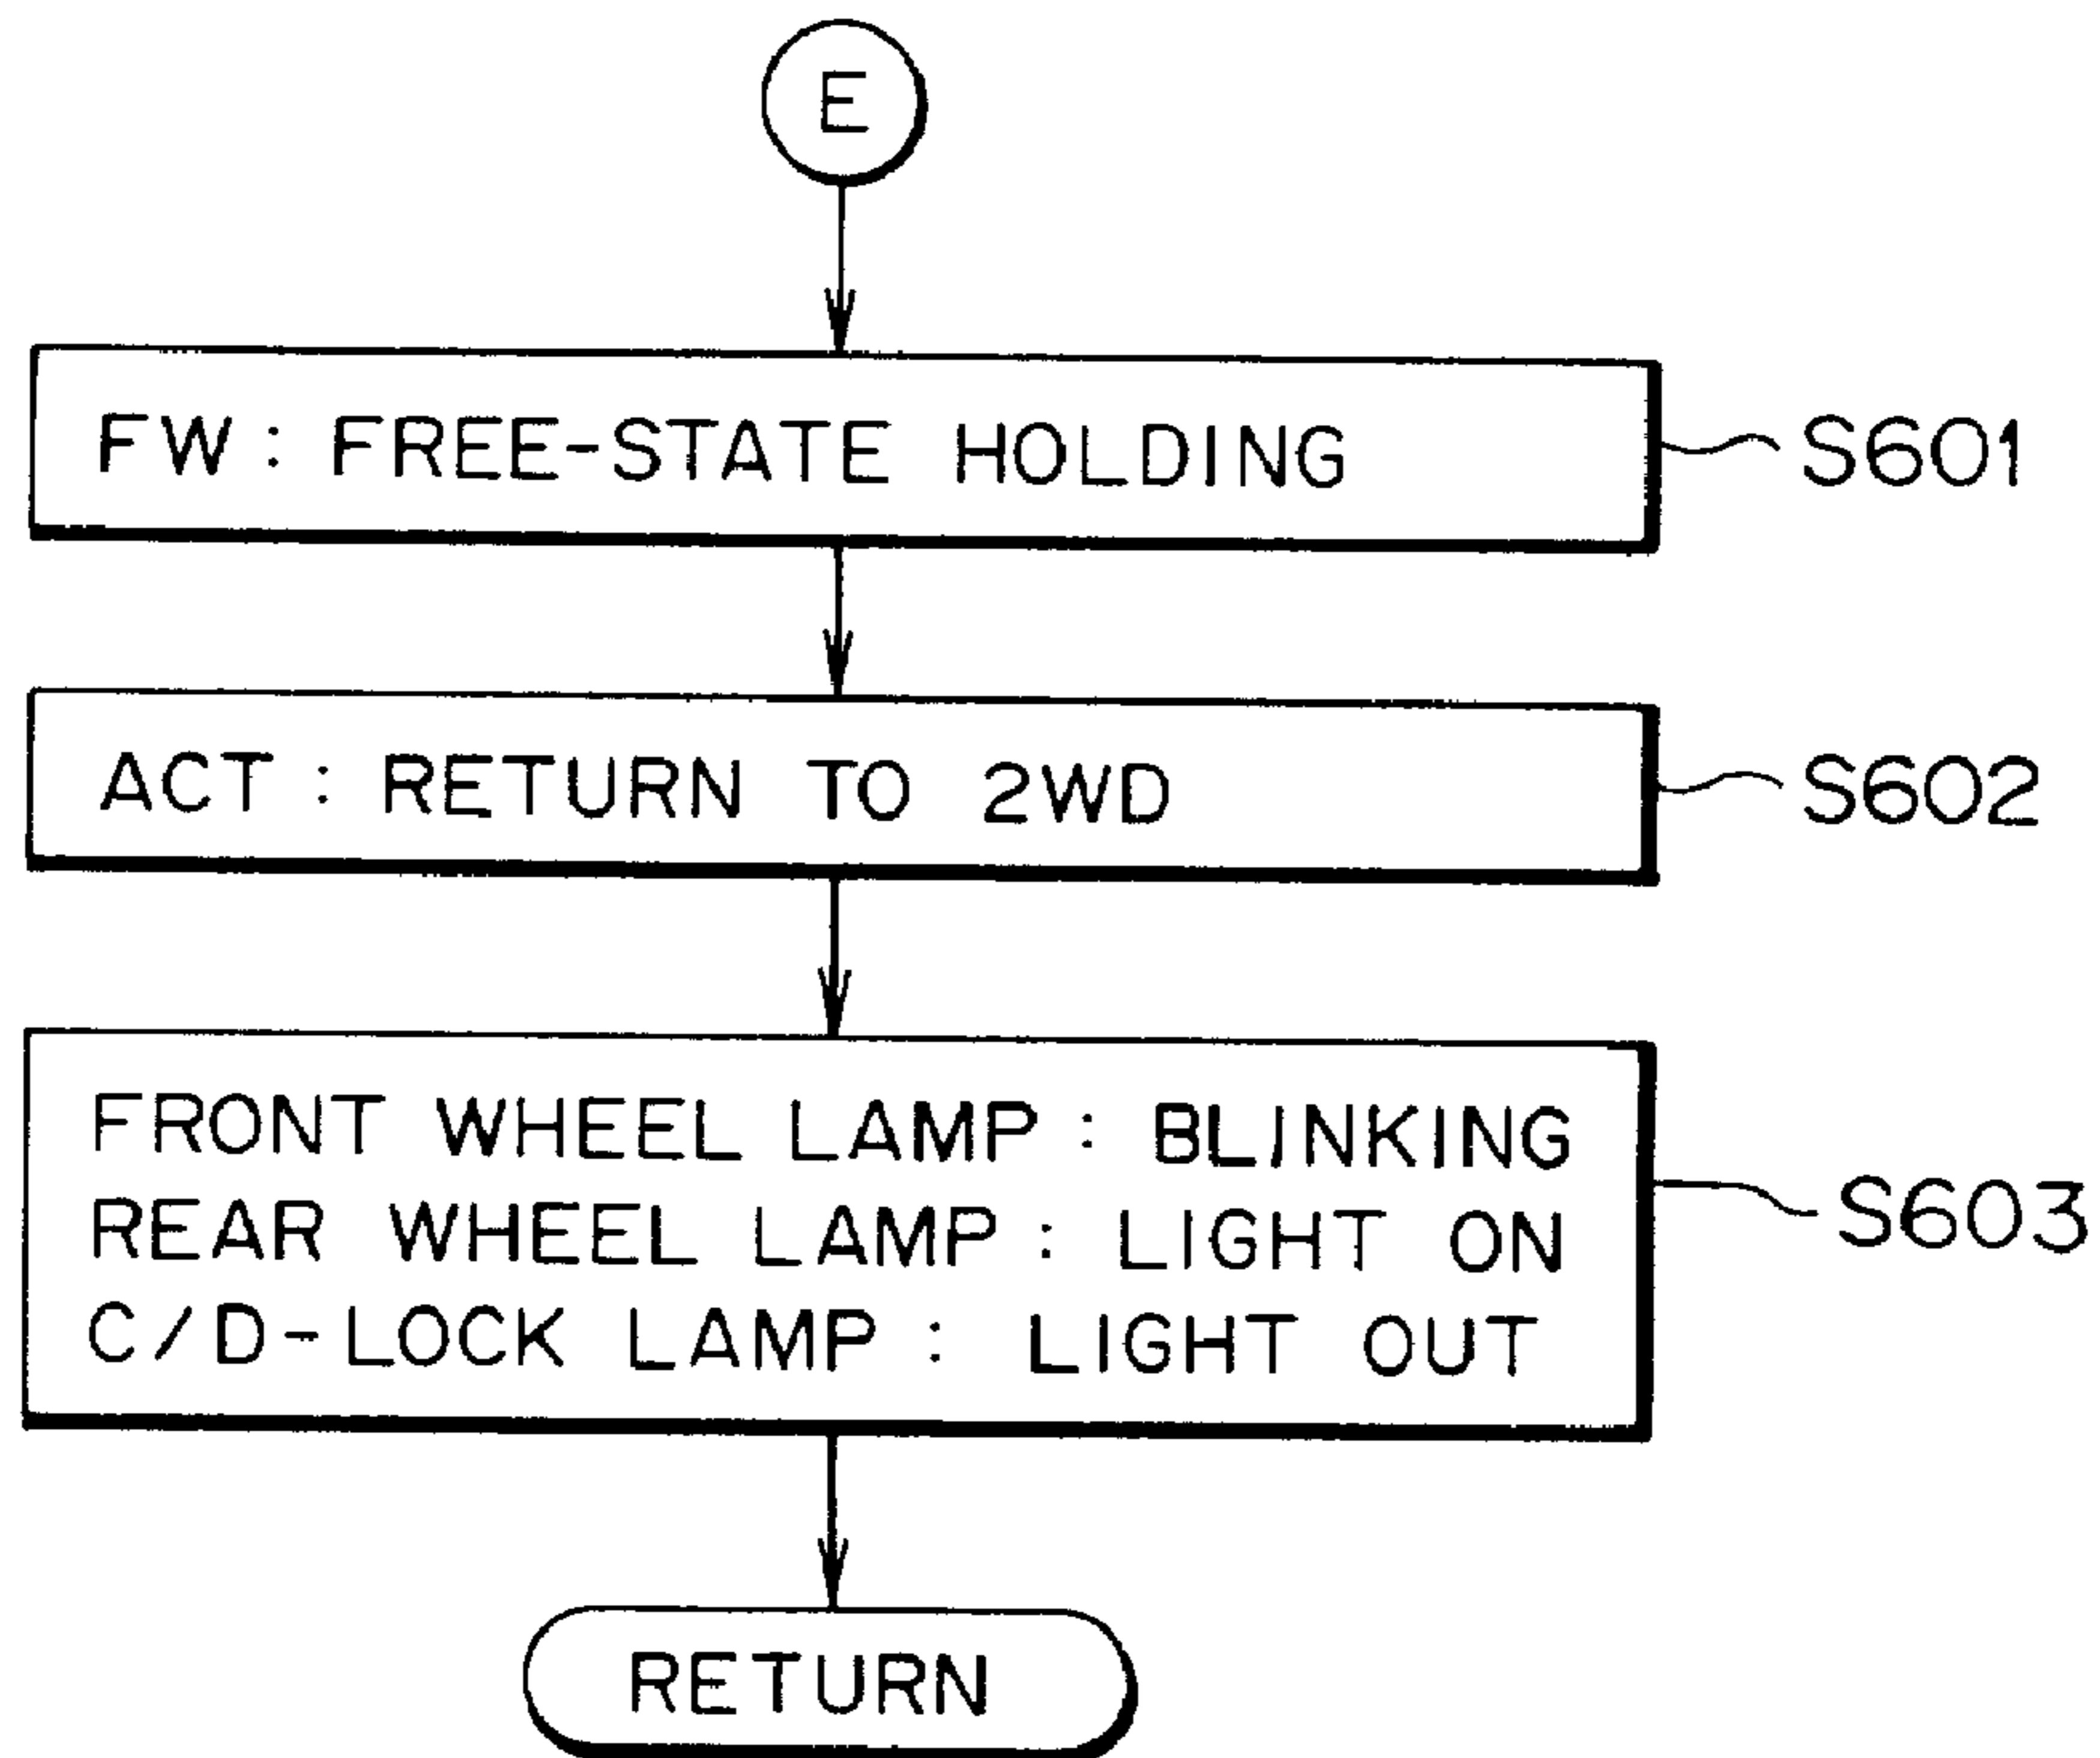 E
FW: FREE-STATE HOLDING
S601
ACT: RETURN TO 2WD
S602
FRONT WHEEL LAMP: BLINKING
REAR WHEEL LAMP: LIGHT ON
C/D-LOCK LAMP: LIGHT OUT
S603
RETURN